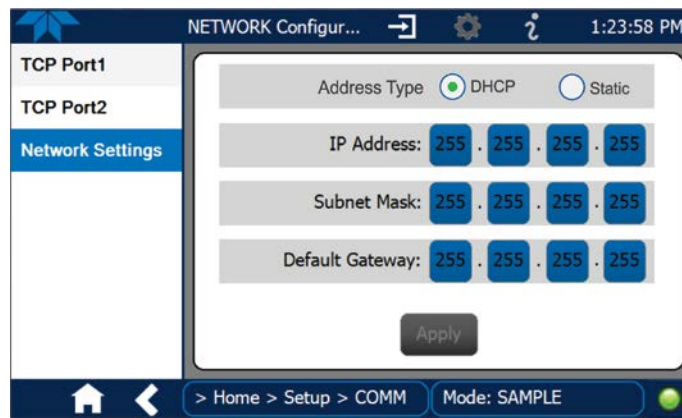 NETWORK Configur... 1:23:58 PM
TCP Port1
TCP Port2
Network Settings
Address Type DHCP Static
IP Address: 255 . 255 . 255 . 255
Subnet Mask: 255 . 255 . 255 . 255
Default Gateway: 255 . 255 . 255 . 255
Apply
> Home > Setup > COMM Mode: SAMPLE